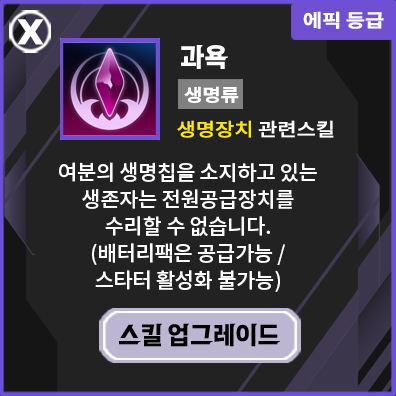 X
에픽 등급
과욕
생명류
생명장치 관련스킬
여분의 생명칩을 소지하고 있는
생존자는 전원공급장치를
수리할 수 없습니다.
(배터리팩은 공급가능 /
스타터 활성화 불가능)
스킬 업그레이드